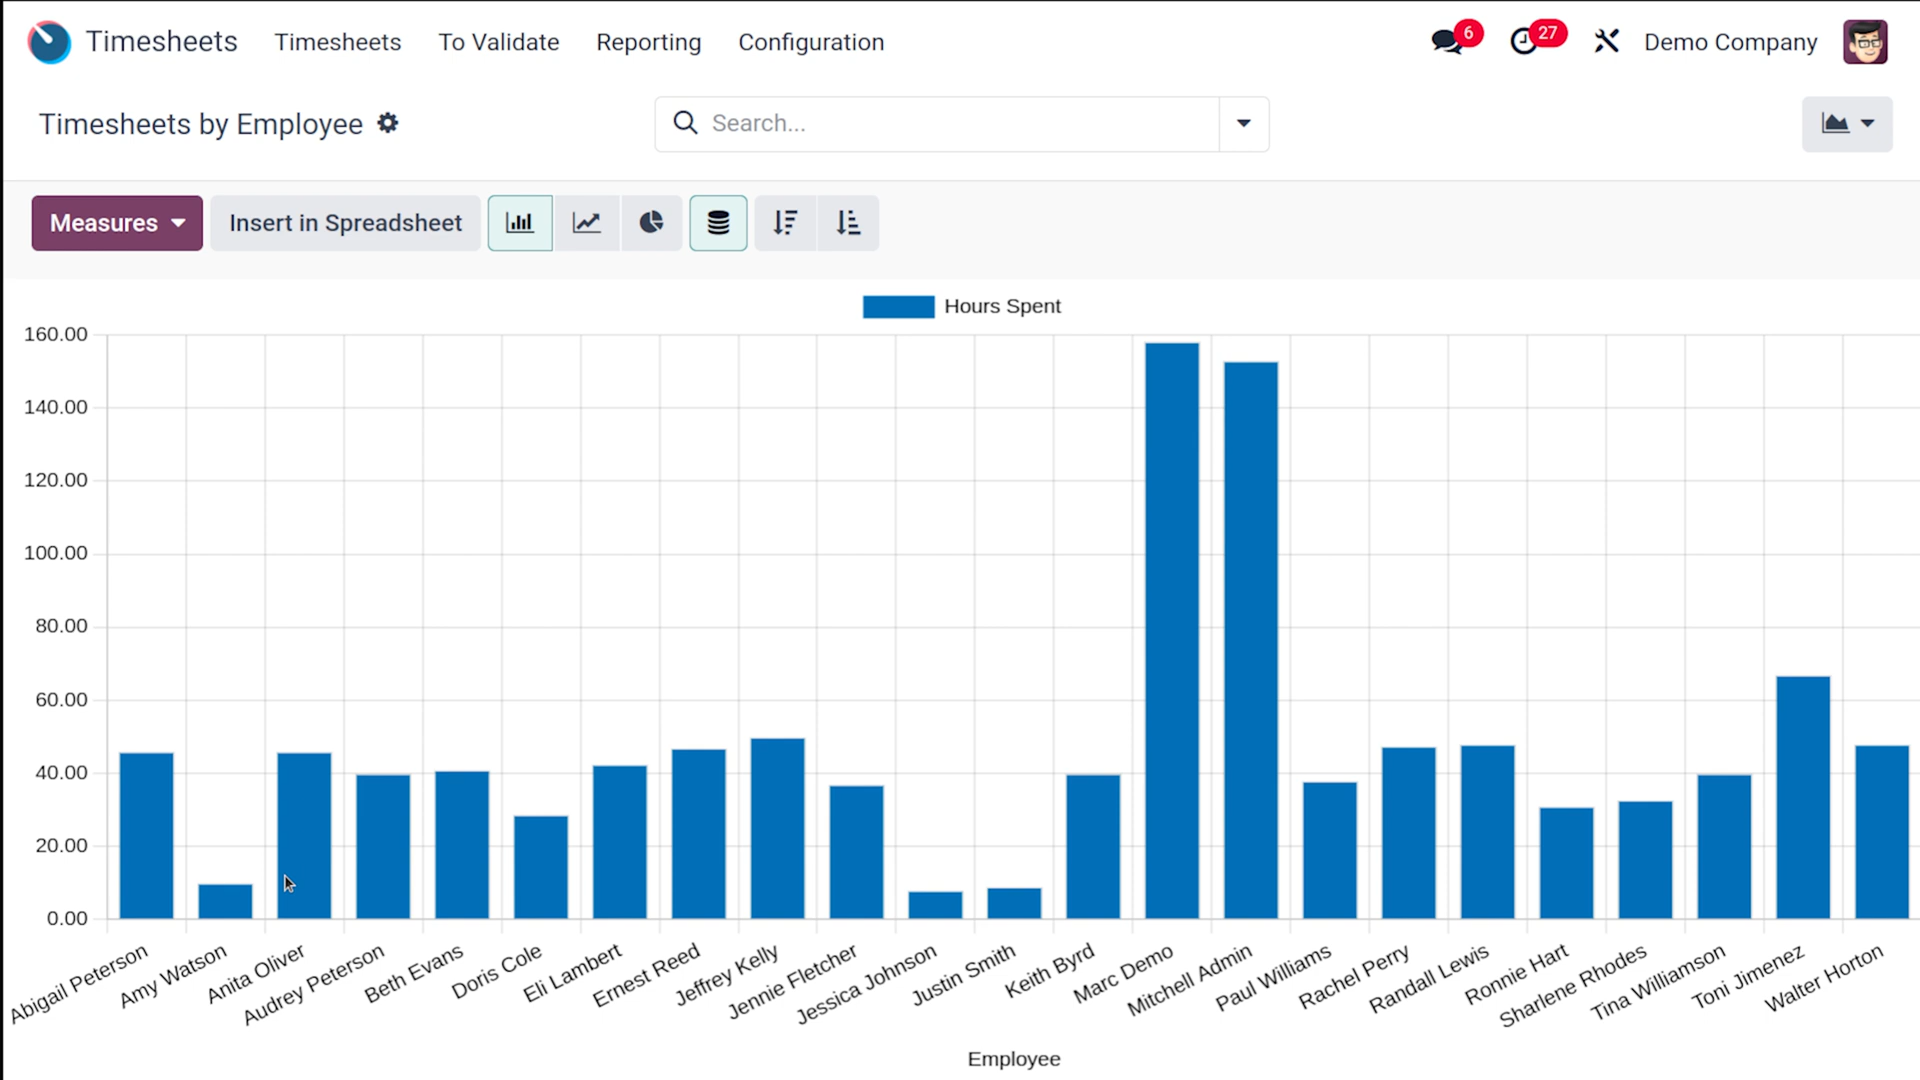 Timesheets Timesheets To Validate Reporting Configuration 6 27 Demo Company
Timesheets by Employee Search...
Measures Insert in Spreadsheet
Hours Spent
160.00
140.00
120.00
100.00
80.00
60.00
40.00
20.00
0.00
Abigail Peterson
Amy Watson
Anita Oliver
Audrey Peterson
Beth Evans
Doris Cole
Eli Lambert
Ernest Reed
Jeffrey Kelly
Jennie Fletcher
Jessica Johnson
Justin Smith
Keith Byrd
Marc Demo
Mitchell Admin
Paul Williams
Rachel Perry
Randall Lewis
Ronnie Hart
Sharlene Rhodes
Tina Williamson
Toni Jimenez
Walter Horton
Employee